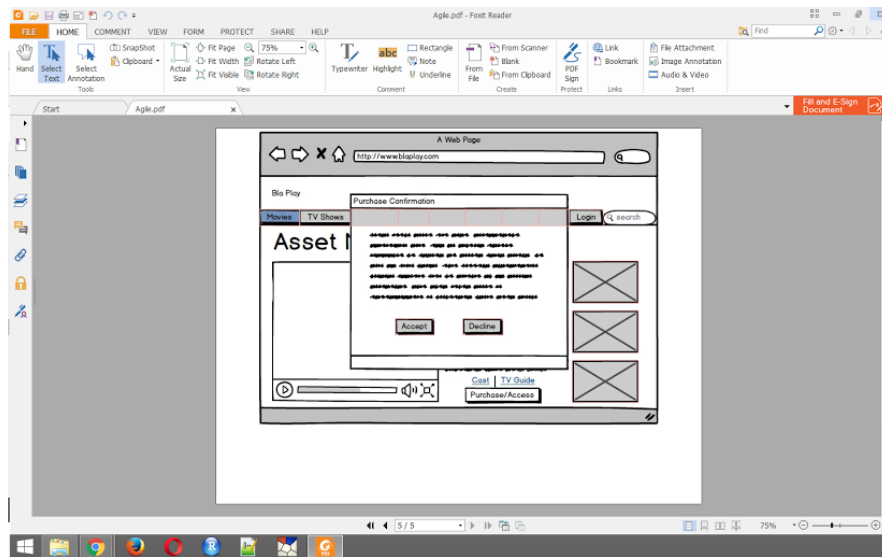 Agile.pdf - Foxit Reader
FILE HOME COMMENT VIEW FORM PROTECT SHARE HELP Find
Hand
Select Text
Select Annotation
SnapShot
Clipboard
Tools
Actual Size
Fit Page
Fit Width
Fit Visible
75%
Rotate Left
Rotate Right
View
Typewriter
abc
Highlight
Rectangle
Note
U Underline
Comment
From File
From Scanner
Blank
From Clipboard
Create
PDF Sign
Protect
Link
Bookmark
Links
File Attachment
Image Annotation
Audio & Video
Insert
Start Agile.pdf x
Fill and E-Sign
Document
A Web Page
http://www.blaplay.com
Bla Play
Purchase Confirmation
Movies TV Shows Login search
Asset
Accept Decline
Cast TV Guide
Purchase/Access
5 / 5
75%